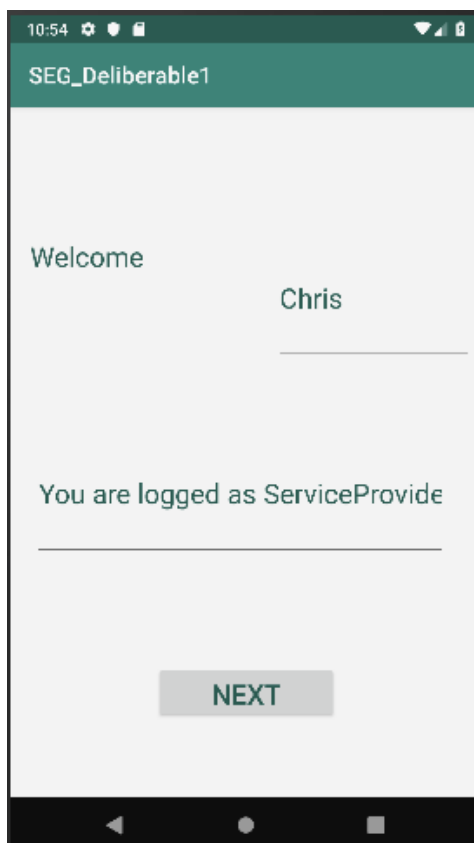 10:54
SEG_Deliberable1
Welcome
Chris
You are logged as ServiceProvide
NEXT